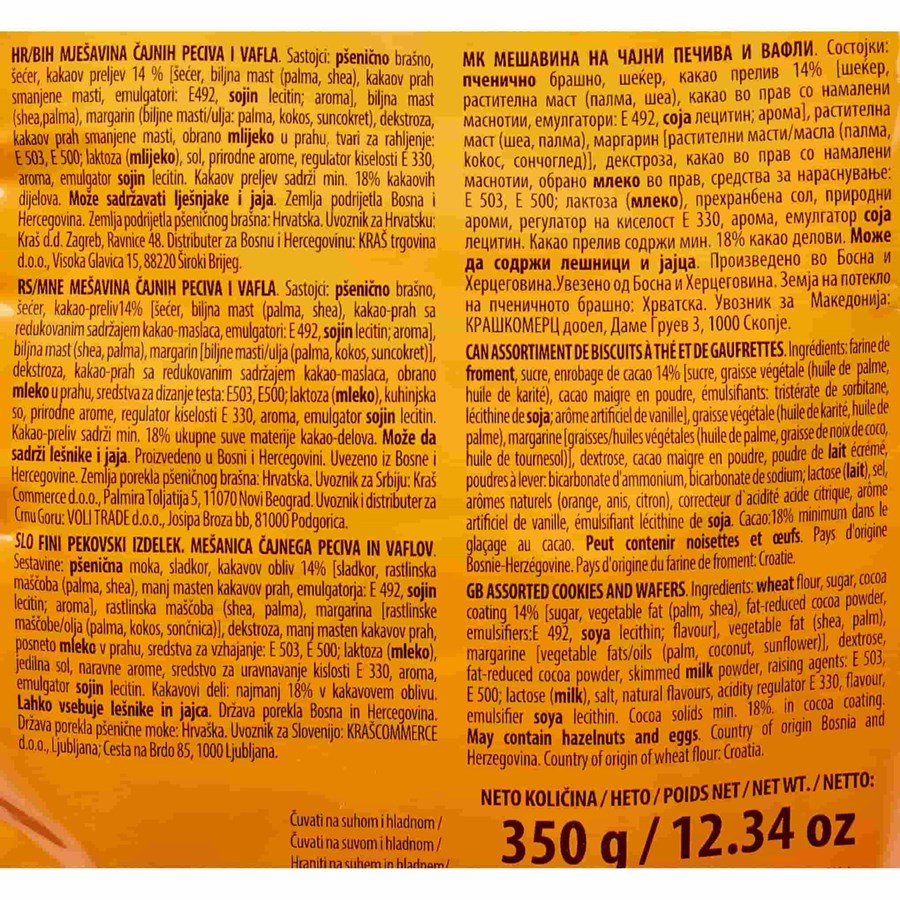 HR/BIH MJEŠAVINA ČAJNIH PECIVA I VAFLA. Sastojci: pšenično brašno,
šećer, kakaov preljev 14 % [šećer, biljna mast (palma, shea), kakaov prah
smanjene masti, emulgatori: E492, sojin lecitin; aroma], biljna mast
(shea,palma), margarin (biljne masti/ulja: palma, kokos, suncokret), dekstroza,
kakaov prah smanjene masti, obrano mlijeko u prahu, tvari za rahljenje:
E 503, E 500; laktoza (mlijeko), sol, prirodne arome, regulator kiselosti E 330,
aroma, emulgator sojin lecitin. Kakaov preljev sadrži min. 18% kakaovih
dijelova. Može sadržavati lješnjake i jaja. Zemlja podrijetla Bosna i
Hercegovina. Zemlja podrijetla pšeničnog brašna: Hrvatska. Uvoznik za Hrvatsku:
Kraš d.d. Zagreb, Ravnice 48. Distributer za Bosnu i Hercegovinu: KRAŠ trgovina
d.o.o., Visoka Glavica 15, 88220 Široki Brijeg.
RS/MNE MEŠAVINA ČAJNIH PECIVA I VAFLA. Sastojci: pšenično brašno,
šećer, kakao-preliv14% [šećer, biljna mast (palma, shea), kakao-prah sa
redukovanim sadržajem kakao-maslaca, emulgatori: E 492, sojin lecitin; aroma],
biljna mast (shea, palma), margarin [biljne masti/ulja (palma, kokos, suncokret)],
dekstroza, kakao-prah sa redukovanim sadržajem kakao-maslaca, obrano
mleko u prahu, sredstva za dizanje testa: E503, E500; laktoza (mleko), kuhinjska
so, prirodne arome, regulator kiselosti E 330, aroma, emulgator sojin lecitin.
Kakao-preliv sadrži min. 18% ukupne suve materije kakao-delova. Može da
sadrži lešnike i jaja. Proizvedeno u Bosni i Hercegovini. Uvezeno iz Bosne i
Hercegovine. Zemlja porekla pšeničnog brašna: Hrvatska. Uvoznik za Srbiju: Kraš
Commerce d.o.o., Palmira Toljatija 5, 11070 Novi Beograd. Uvoznik i distributer za
Crnu Goru: VOLI TRADE d.o.o., Josipa Broza bb, 81000 Podgorica.
SLO FINI PEKOVSKI IZDELEK. MEŠANICA ČAJNEGA PECIVA IN VAFLOV.
Sestavine: pšenična moka, sladkor, kakavov obliv 14% [sladkor, rastlinska
maščoba (palma, shea), manj masten kakavov prah, emulgatorja: E 492, sojin
lecitin; aroma], rastlinska maščoba (shea, palma), margarina [rastlinske
maščobe/olja (palma, kokos, sončnica)], dekstroza, manj masten kakavov prah,
posneto mleko v prahu, sredstva za vzhajanje: E 503, E 500; laktoza (mleko),
jedilna sol, naravne arome, sredstvo za uravnavanje kislosti E 330, aroma,
emulgator sojin lecitin. Kakavovi deli: najmanj 18% v kakavovem oblivu.
Lahko vsebuje lešnike in jajca. Država porekla Bosna in Hercegovina.
Država porekla pšenične moke: Hrvaška. Uvoznik za Slovenijo: KRAŠCOMMERCE
d.o.o., Ljubljana; Cesta na Brdo 85, 1000 Ljubljana.
Čuvati na suhom i hladnom /
Čuvati na suvom i hladnom /
Hraniti na suhem in hladnem/
МК МЕШАВИНА НА ЧАЈНИ ПЕЧИВА И ВАФЛИ. Состојки:
пченично брашно, шеќер, какао прелив 14% [шеќер,
растителна маст (палма, шеа), какао во прав со намалени
маснотии, емулгатори: Е 492, соја лецитин; арома], растителна
маст (шеа, палма), маргарин [растителни масти/масла (палма,
кокос, сончоглед)], декстроза, какао во прав со намалени
маснотии, обрано млеко во прав, средства за нараснување:
Е 503, Е 500; лактоза (млеко), прехранбена сол, природни
ароми, регулатор на киселост Е 330, арома, емулгатор соја
лецитин. Какао прелив содржи мин. 18% какао делови. Може
да содржи лешници и јајца. Произведено во Босна и
Херцеговина.Увезено од Босна и Херцеговина. Земја на потекло
на пченичното брашно: Хрватска. Увозник за Македонија:
КРАШКОМЕРЦ дооел, Даме Груев 3, 1000 Скопје.
CAN ASSORTIMENT DE BISCUITS À THÉ ET DE GAUFRETTES. Ingrédients: farine de
froment, sucre, enrobage de cacao 14% [sucre, graisse végétale (huile de palme,
huile de karité), cacao maigre en poudre, émulsifiants: tristérate de sorbitane,
lécithine de soja; arôme artificiel de vanille], graisse végétale (huile de karité, huile de
palme), margarine [graisses/huiles végétales (huile de palme, graisse de noix de coco,
huile de tournesol)], dextrose, cacao maigre en poudre, poudre de lait écrémé,
poudres à lever: bicarbonate d'ammonium, bicarbonate de sodium; lactose (lait), sel,
arômes naturels (orange, anis, citron), correcteur d'acidité acide citrique, arôme
artificiel de vanille, émulsifiant lécithine de soja. Cacao:18% minimum dans le
glaçage au cacao. Peut contenir noisettes et œufs. Pays d'origine
Bosnie-Herzégovine. Pays d'origine du farine de froment: Croatie.
GB ASSORTED COOKIES AND WAFERS. Ingredients: wheat flour, sugar, cocoa
coating 14% [sugar, vegetable fat (palm, shea), fat-reduced cocoa powder,
emulsifiers:E 492, soya lecithin; flavour], vegetable fat (shea, palm),
margarine [vegetable fats/oils (palm, coconut, sunflower)], dextrose,
fat-reduced cocoa powder, skimmed milk powder, raising agents: E 503,
E 500; lactose (milk), salt, natural flavours, acidity regulator E 330, flavour,
emulsifier soya lecithin. Cocoa solids min. 18%. in cocoa coating.
May contain hazelnuts and eggs. Country of origin Bosnia and
Herzegovina. Country of origin of wheat flour: Croatia.
NETO KOLIČINA / НЕТО / POIDS NET / NET WT. / NETTO:
350 g / 12.34 oz